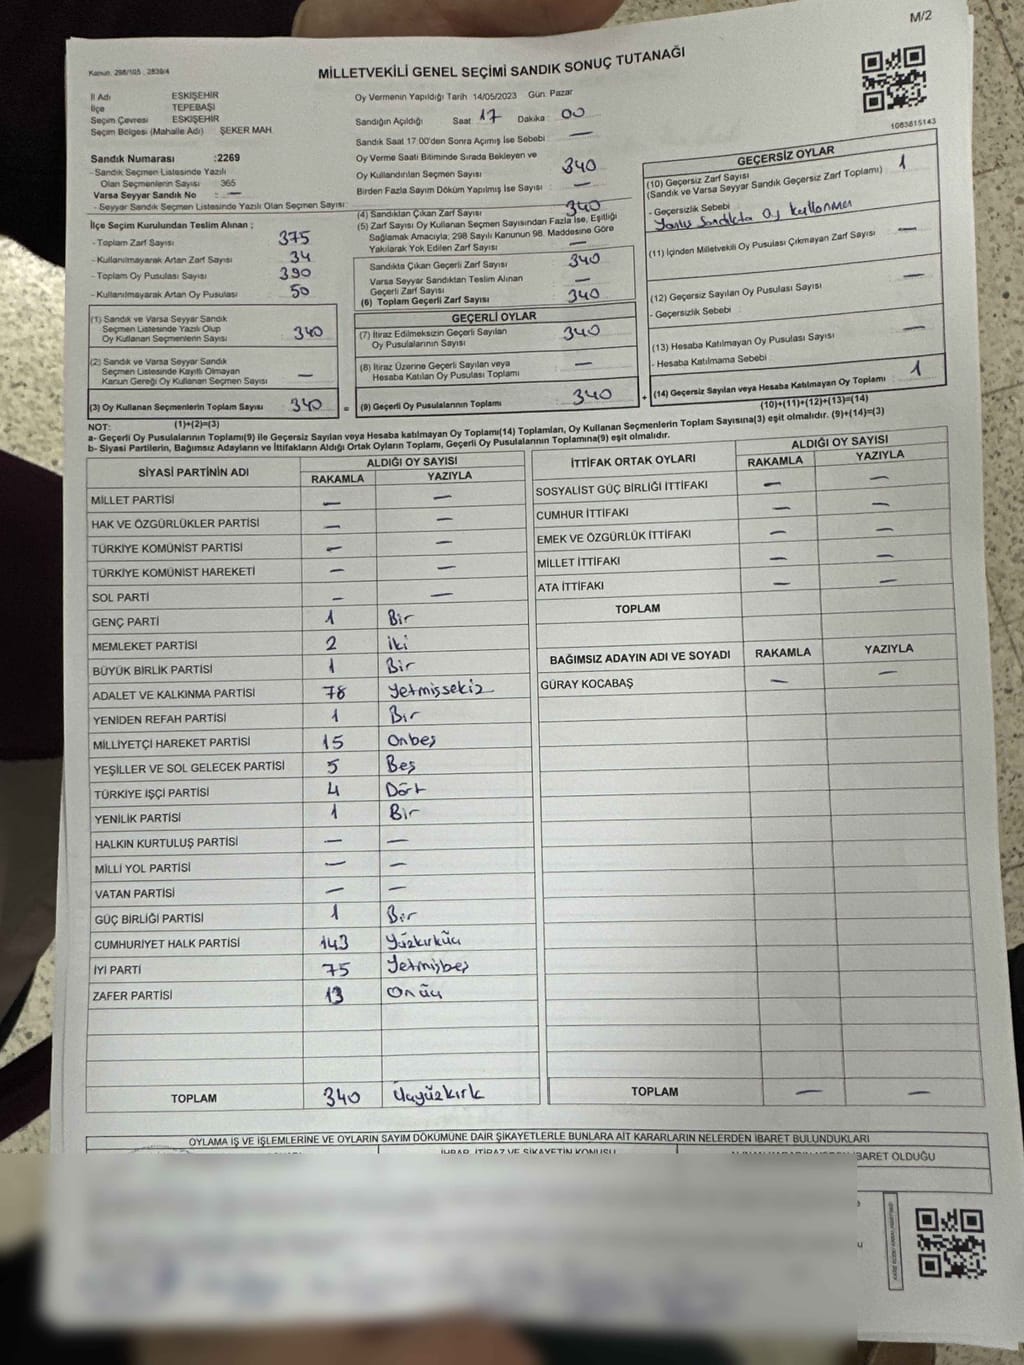 M/2
Kanun: 298/105 ; 2839/4
MİLLETVEKİLİ GENEL SEÇİMİ SANDIK SONUÇ TUTANAĞI
1083615143
İl Adı ESKİŞEHİR
İlçe TEPEBAŞI
Seçim Çevresi ESKİŞEHİR
Seçim Bölgesi (Mahalle Adı) ŞEKER MAH.
Sandık Numarası :2269
- Sandık Seçmen Listesinde Yazılı
Olan Seçmenlerin Sayısı 365
Varsa Seyyar Sandık No : —
- Seyyar Sandık Seçmen Listesinde Yazılı Olan Seçmen Sayısı:
İlçe Seçim Kurulundan Teslim Alınan ;
- Toplam Zarf Sayısı 375
- Kullanılmayarak Artan Zarf Sayısı 34
- Toplam Oy Pusulası Sayısı 390
- Kullanılmayarak Artan Oy Pusulası 50
(1) Sandık ve Varsa Seyyar Sandık
Seçmen Listesinde Yazılı Olup
Oy Kullanan Seçmenlerin Sayısı 340
(2) Sandık ve Varsa Seyyar Sandık
Seçmen Listesinde Kayıtlı Olmayan
Kanun Gereği Oy Kullanan Seçmen Sayısı —
(3) Oy Kullanan Seçmenlerin Toplam Sayısı 340
Oy Vermenin Yapıldığı Tarih 14/05/2023 Gün: Pazar
Sandığın Açıldığı Saat 17 Dakika : 00
Sandık Saat 17:00'den Sonra Açılmış İse Sebebi : —
Oy Verme Saati Bitiminde Sırada Bekleyen ve
Oy Kullandırılan Seçmen Sayısı 340
Birden Fazla Sayım Döküm Yapılmış İse Sayısı : —
(4) Sandıktan Çıkan Zarf Sayısı 340
(5) Zarf Sayısı Oy Kullanan Seçmen Sayısından Fazla İse, Eşitliği
Sağlamak Amacıyla; 298 Sayılı Kanunun 98. Maddesine Göre
Yakılarak Yok Edilen Zarf Sayısı —
Sandıkta Çıkan Geçerli Zarf Sayısı 340
Varsa Seyyar Sandıktan Teslim Alınan
Geçerli Zarf Sayısı —
(6) Toplam Geçerli Zarf Sayısı 340
GEÇERLİ OYLAR
(7) İtiraz Edilmeksizin Geçerli Sayılan
Oy Pusulalarının Sayısı 340
(8) İtiraz Üzerine Geçerli Sayılan veya
Hesaba Katılan Oy Pusulası Toplamı —
= (9) Geçerli Oy Pusulalarının Toplamı 340
GEÇERSİZ OYLAR
(10) Geçersiz Zarf Sayısı 1
(Sandık ve Varsa Seyyar Sandık Geçersiz Zarf Toplamı)
- Geçersizlik Sebebi :
Yanlış Sandıkta Oy Kullanma
(11) İçinden Milletvekili Oy Pusulası Çıkmayan Zarf Sayısı —
(12) Geçersiz Sayılan Oy Pusulası Sayısı —
- Geçersizlik Sebebi :
(13) Hesaba Katılmayan Oy Pusulası Sayısı —
- Hesaba Katılmama Sebebi :
+ (14) Geçersiz Sayılan veya Hesaba Katılmayan Oy Toplamı 1
NOT: (1)+(2)=(3) (10)+(11)+(12)+(13)=(14)
a- Geçerli Oy Pusulaları Toplamı(9) ile Geçersiz Sayılan veya Hesaba katılmayan Oy Toplamı(14) Toplamları, Oy Kullanan Seçmenlerin Toplam Sayısına(3) eşit olmalıdır. (9)+(14)=(3)
b- Siyasi Partilerin, Bağımsız Adayların ve İttifakların Aldığı Ortak Oyların Toplamı, Geçerli Oy Pusulalarının Toplamına(9) eşit olmalıdır.
SİYASİ PARTİNİN ADI ALDIĞI OY SAYISI
RAKAMLA YAZIYLA
MİLLET PARTİSİ — —
HAK VE ÖZGÜRLÜKLER PARTİSİ — —
TÜRKİYE KOMÜNİST PARTİSİ — —
TÜRKİYE KOMÜNİST HAREKETİ — —
SOL PARTİ — —
GENÇ PARTİ 1 Bir
MEMLEKET PARTİSİ 2 iki
BÜYÜK BİRLİK PARTİSİ 1 Bir
ADALET VE KALKINMA PARTİSİ 78 Yetmişsekiz
YENİDEN REFAH PARTİSİ 1 Bir
MİLLİYETÇİ HAREKET PARTİSİ 15 Onbeş
YEŞİLLER VE SOL GELECEK PARTİSİ 5 Beş
TÜRKİYE İŞÇİ PARTİSİ 4 Dört
YENİLİK PARTİSİ 1 Bir
HALKIN KURTULUŞ PARTİSİ — —
MİLLİ YOL PARTİSİ — —
VATAN PARTİSİ — —
GÜÇ BİRLİĞİ PARTİSİ 1 Bir
CUMHURİYET HALK PARTİSİ 143 Yüzkırküç
İYİ PARTİ 75 Yetmişbeş
ZAFER PARTİSİ 13 Onüç
TOPLAM 340 Üçyüzkırk
İTTİFAK ORTAK OYLARI ALDIĞI OY SAYISI
RAKAMLA YAZIYLA
SOSYALİST GÜÇ BİRLİĞİ İTTİFAKI — —
CUMHUR İTTİFAKI — —
EMEK VE ÖZGÜRLÜK İTTİFAKI — —
MİLLET İTTİFAKI — —
ATA İTTİFAKI — —
TOPLAM
BAĞIMSIZ ADAYIN ADI VE SOYADI RAKAMLA YAZIYLA
GÜRAY KOCABAŞ — —
TOPLAM — —
OYLAMA İŞ VE İŞLEMLERİNE VE OYLARIN SAYIM DÖKÜMÜNE DAİR ŞİKAYETLERLE BUNLARA AİT KARARLARIN NELERDEN İBARET BULUNDUKLARI
İHBAR, İTİRAZ VE ŞİKAYETİN KONUSU
İBARET OLDUĞU